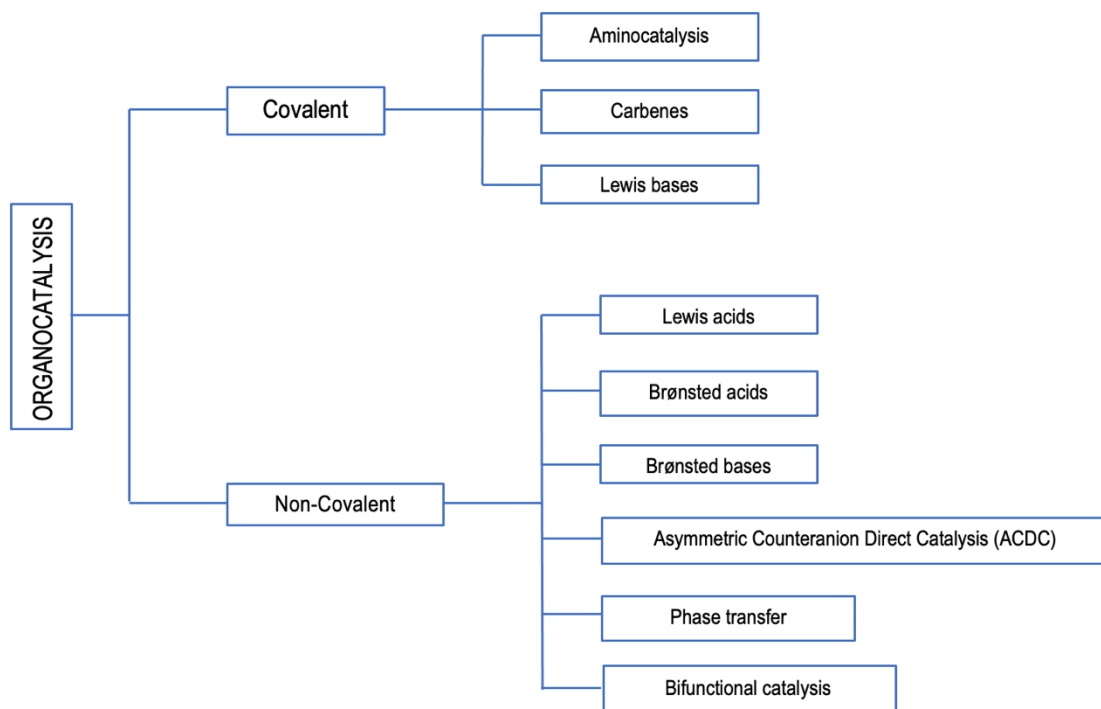 ORGANOCATALYSIS
Covalent
Aminocatalysis
Carbenes
Lewis bases
Non-Covalent
Lewis acids
Brønsted acids
Brønsted bases
Asymmetric Counteranion Direct Catalysis (ACDC)
Phase transfer
Bifunctional catalysis